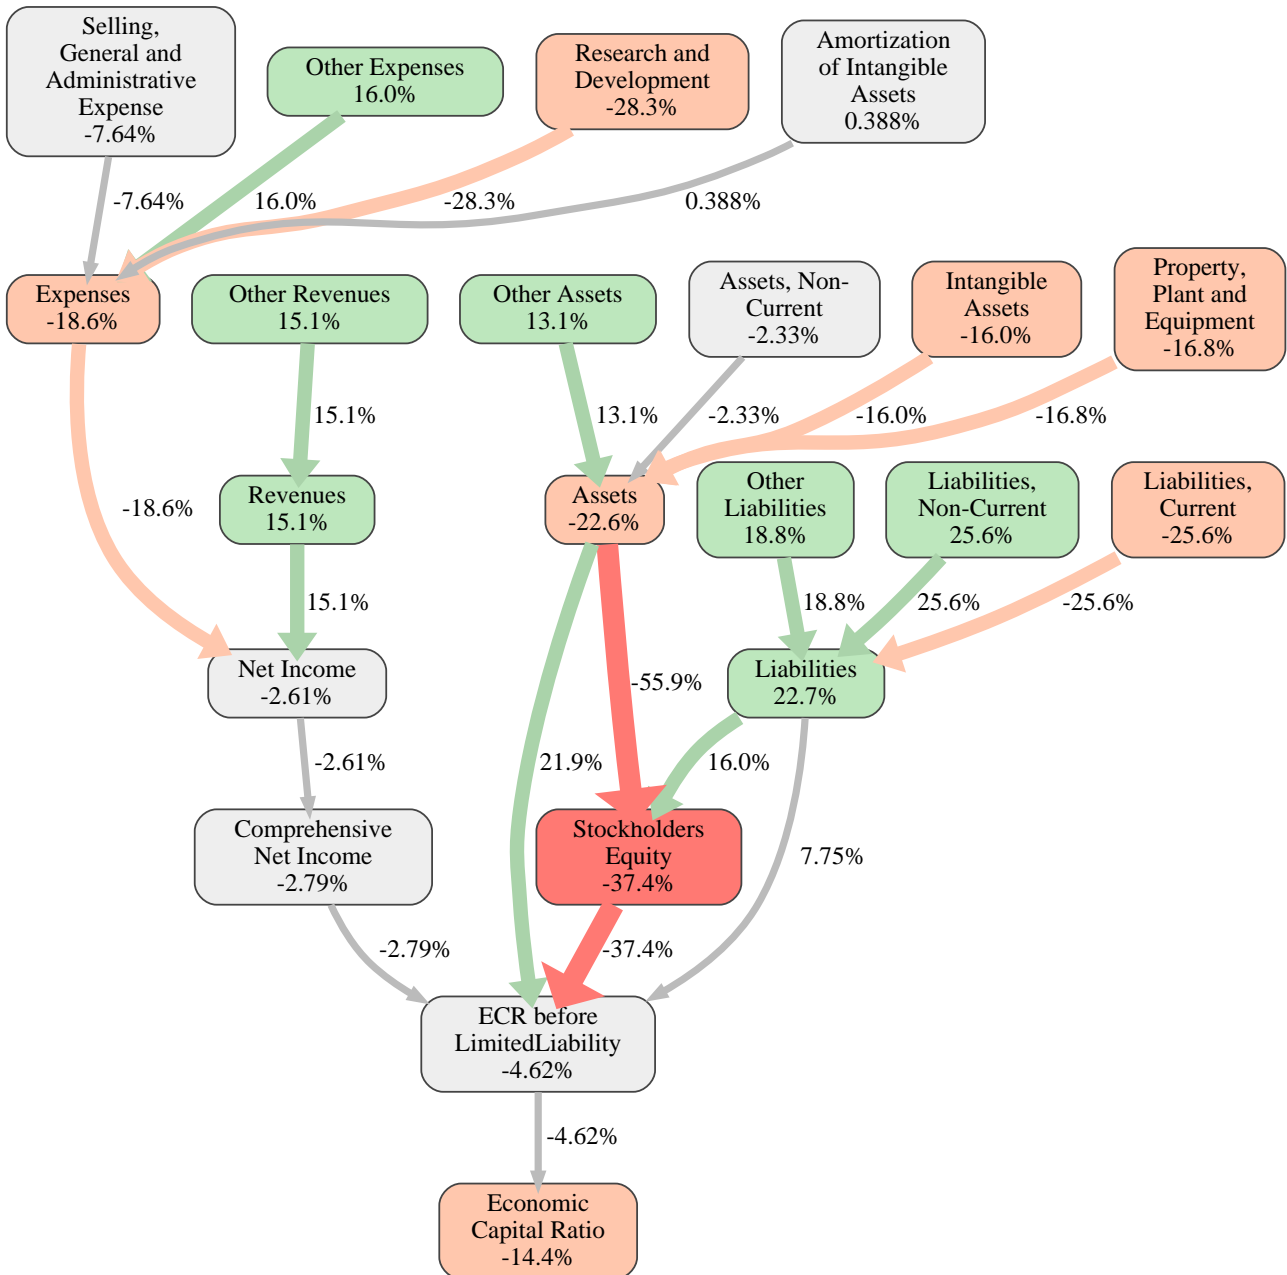 Selling,
General and
Administrative
Expense
-7.64%
Other Expenses
16.0%
Research and
Development
-28.3%
Amortization
of Intangible
Assets
0.388%
-7.64%
16.0%
-28.3%
0.388%
Expenses
-18.6%
Other Revenues
15.1%
Other Assets
13.1%
Assets, Non-
Current
-2.33%
Intangible
Assets
-16.0%
Property,
Plant and
Equipment
-16.8%
15.1%
13.1%
-2.33%
-16.0%
-16.8%
-18.6%
Revenues
15.1%
Assets
-22.6%
Other
Liabilities
18.8%
Liabilities,
Non-Current
25.6%
Liabilities,
Current
-25.6%
15.1%
18.8%
25.6%
-25.6%
Net Income
-2.61%
-55.9%
Liabilities
22.7%
-2.61%
21.9%
16.0%
Comprehensive
Net Income
-2.79%
Stockholders
Equity
-37.4%
7.75%
-2.79%
-37.4%
ECR before
LimitedLiability
-4.62%
-4.62%
Economic
Capital Ratio
-14.4%